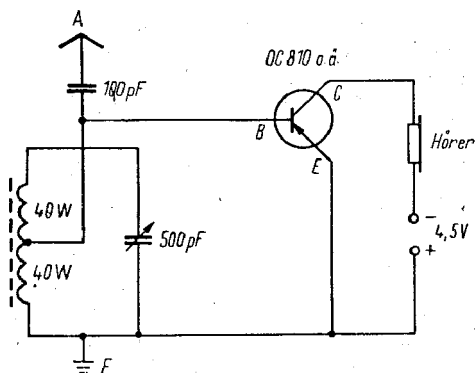 A
100pF
OC 810 o.ä.
C
B
E
Hörer
−
4,5V
+
40W
40W
500pF
E